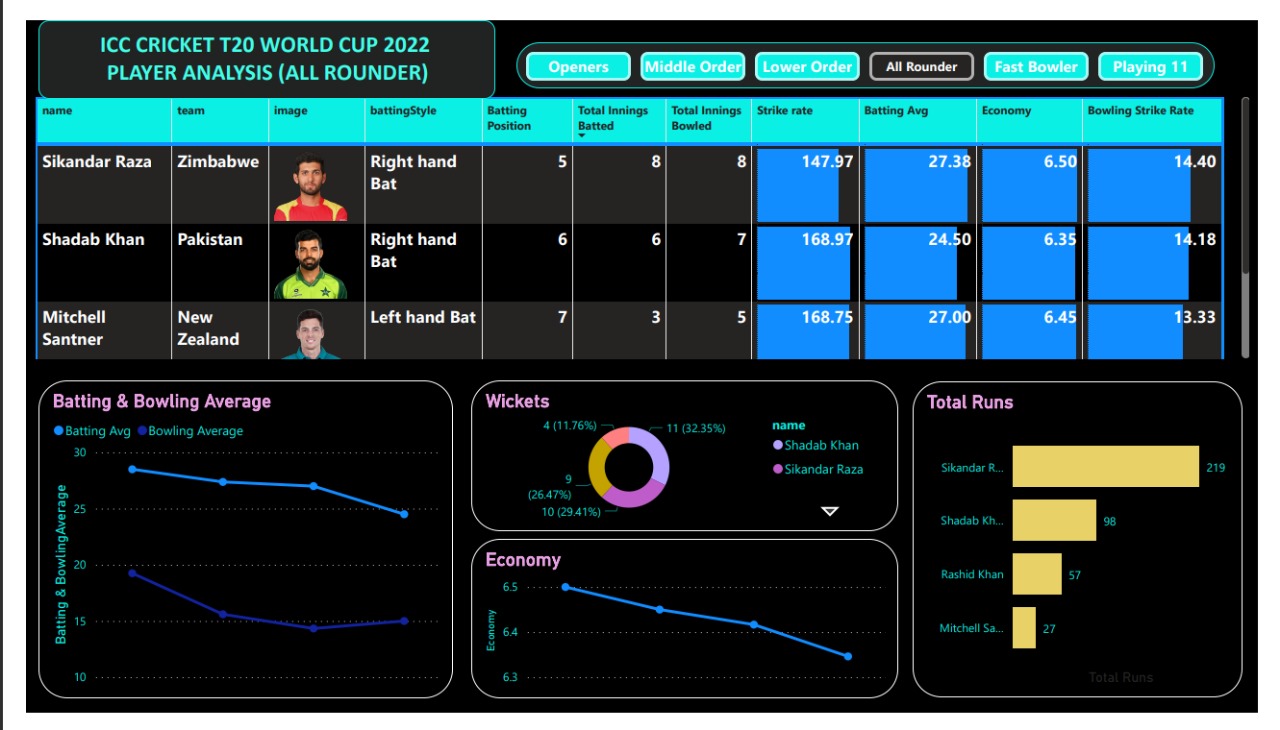 ICC CRICKET T20 WORLD CUP 2022
PLAYER ANALYSIS (ALL ROUNDER)
Openers Middle Order Lower Order All Rounder Fast Bowler Playing 11
name team image battingStyle Batting Position Total Innings Batted Total Innings Bowled Strike rate Batting Avg Economy Bowling Strike Rate
Sikandar Raza Zimbabwe Right hand Bat 5 8 8 147.97 27.38 6.50 14.40
Shadab Khan Pakistan Right hand Bat 6 6 7 168.97 24.50 6.35 14.18
Mitchell Santner New Zealand Left hand Bat 7 3 5 168.75 27.00 6.45 13.33
Batting & Bowling Average
Batting Avg Bowling Average
Batting & BowlingAverage
30
25
20
15
10
Wickets
4 (11.76%)
11 (32.35%)
9
(26.47%)
10 (29.41%)
name
Shadab Khan
Sikandar Raza
Economy
Economy
6.5
6.4
6.3
Total Runs
Sikandar R... 219
Shadab Kh... 98
Rashid Khan 57
Mitchell Sa... 27
Total Runs